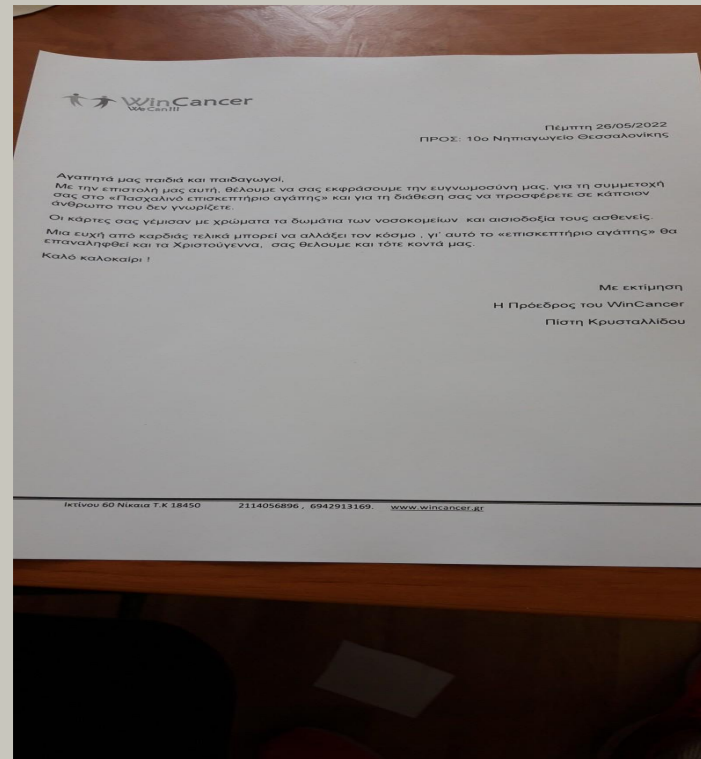 WinCancer
We Can!!!
Πέμπτη 26/05/2022
ΠΡΟΣ: 10ο Νηπιαγωγείο Θεσσαλονίκης
Αγαπητά μας παιδιά και παιδαγωγοί,
Με την επιστολή μας αυτή, θέλουμε να σας εκφράσουμε την ευγνωμοσύνη μας, για τη συμμετοχή
σας στο «Πασχαλινό επισκεπτήριο αγάπης» και για τη διάθεση σας να προσφέρετε σε κάποιον
άνθρωπο που δεν γνωρίζετε.
Οι κάρτες σας γέμισαν με χρώματα τα δωμάτια των νοσοκομείων και αισιοδοξία τους ασθενείς.
Μια ευχή από καρδιάς τελικά μπορεί να αλλάξει τον κόσμο , γι' αυτό το «επισκεπτήριο αγάπης» θα
επαναληφθεί και τα Χριστούγεννα, σας θελουμε και τότε κοντά μας.
Καλό καλοκαίρι !
Με εκτίμηση
Η Πρόεδρος του WinCancer
Πίστη Κρυσταλλίδου
Ικτίνου 60 Νίκαια Τ.Κ 18450 2114056896 , 6942913169. www.wincancer.gr